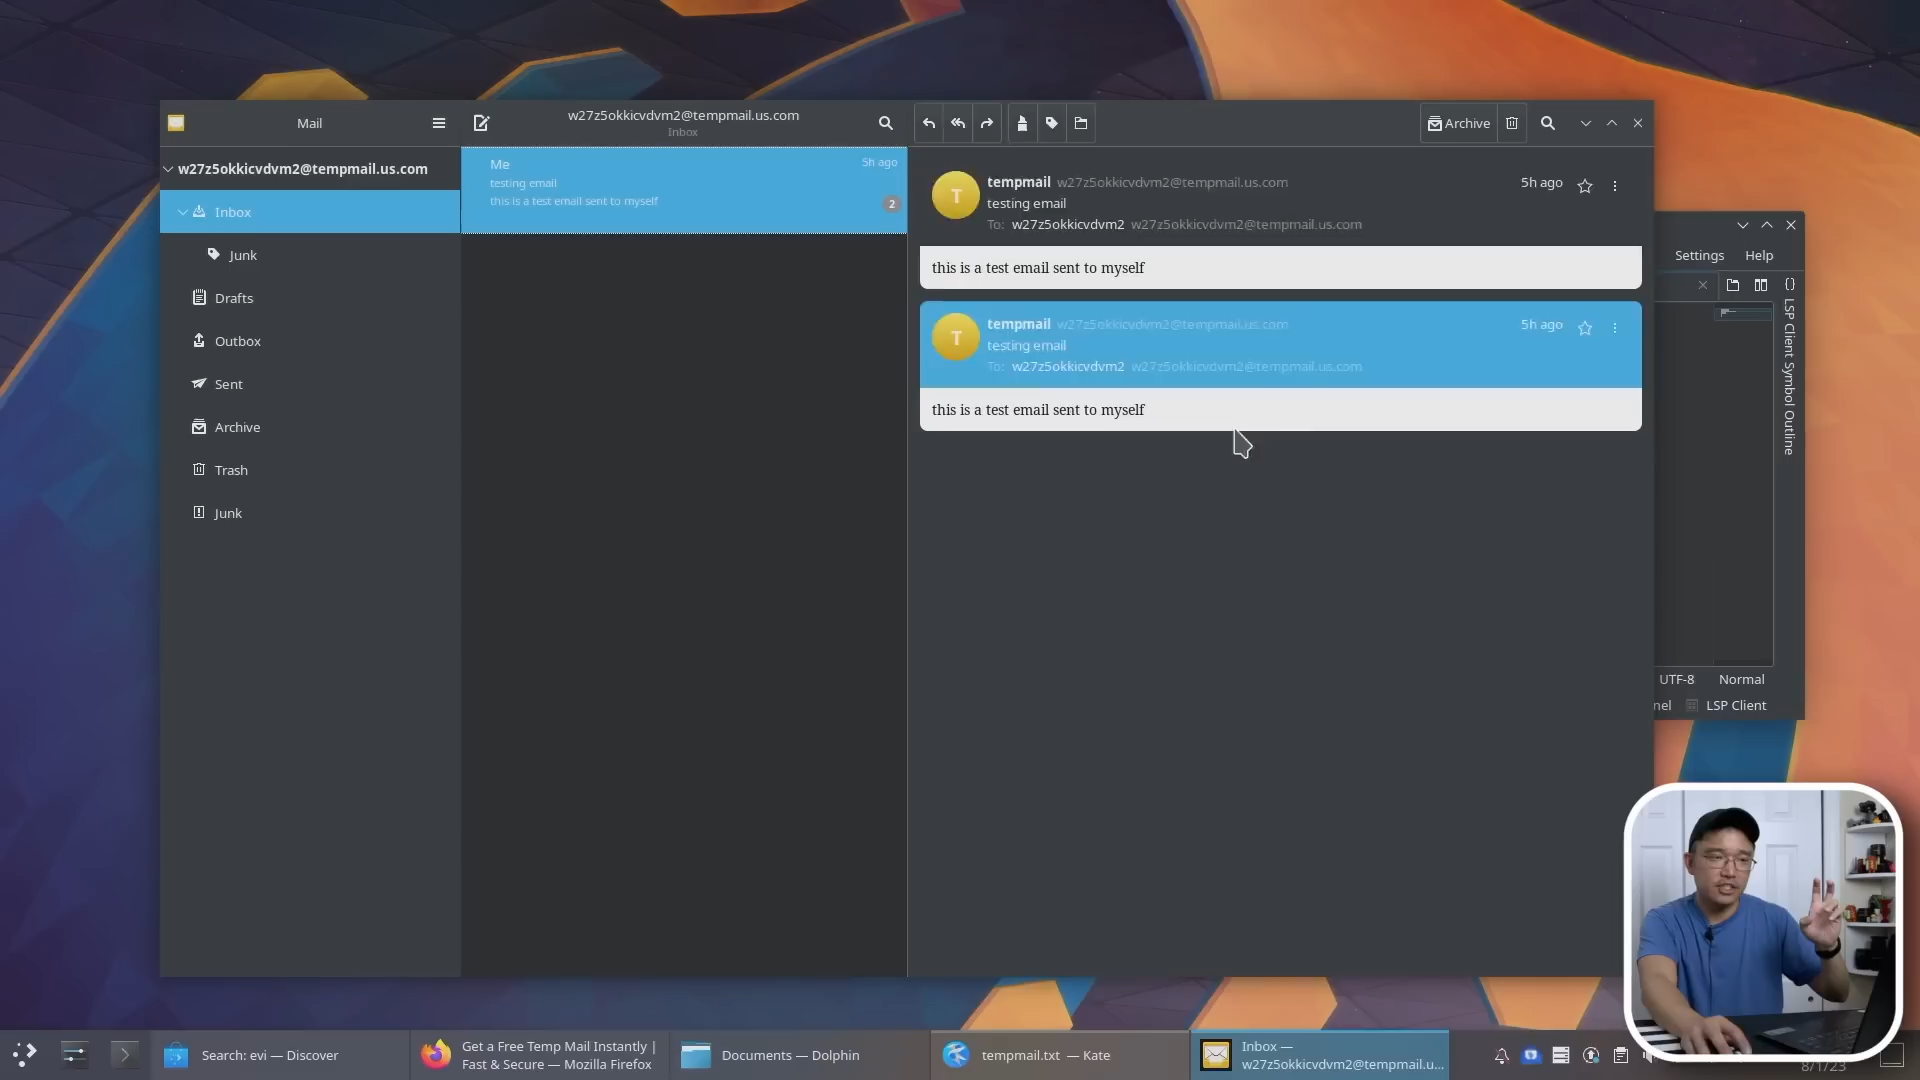 Mail
w27z5okkicvdvm2@tempmail.us.com
Inbox
Archive
w27z5okkicvdvm2@tempmail.us.com
Inbox
Junk
Drafts
Outbox
Sent
Archive
Trash
Junk
Me
5h ago
testing email
this is a test email sent to myself
2
T
tempmail w27z5okkicvdvm2@tempmail.us.com
5h ago
testing email
To: w27z5okkicvdvm2 w27z5okkicvdvm2@tempmail.us.com
this is a test email sent to myself
T
tempmail w27z5okkicvdvm2@tempmail.us.com
5h ago
testing email
To: w27z5okkicvdvm2 w27z5okkicvdvm2@tempmail.us.com
this is a test email sent to myself
Settings Help
LSP Client Symbol Outline
UTF-8 Normal
nel LSP Client
Search: evi — Discover
Get a Free Temp Mail Instantly |
Fast & Secure — Mozilla Firefox
Documents — Dolphin
tempmail.txt — Kate
Inbox —
w27z5okkicvdvm2@tempmail.u...
8/1/23